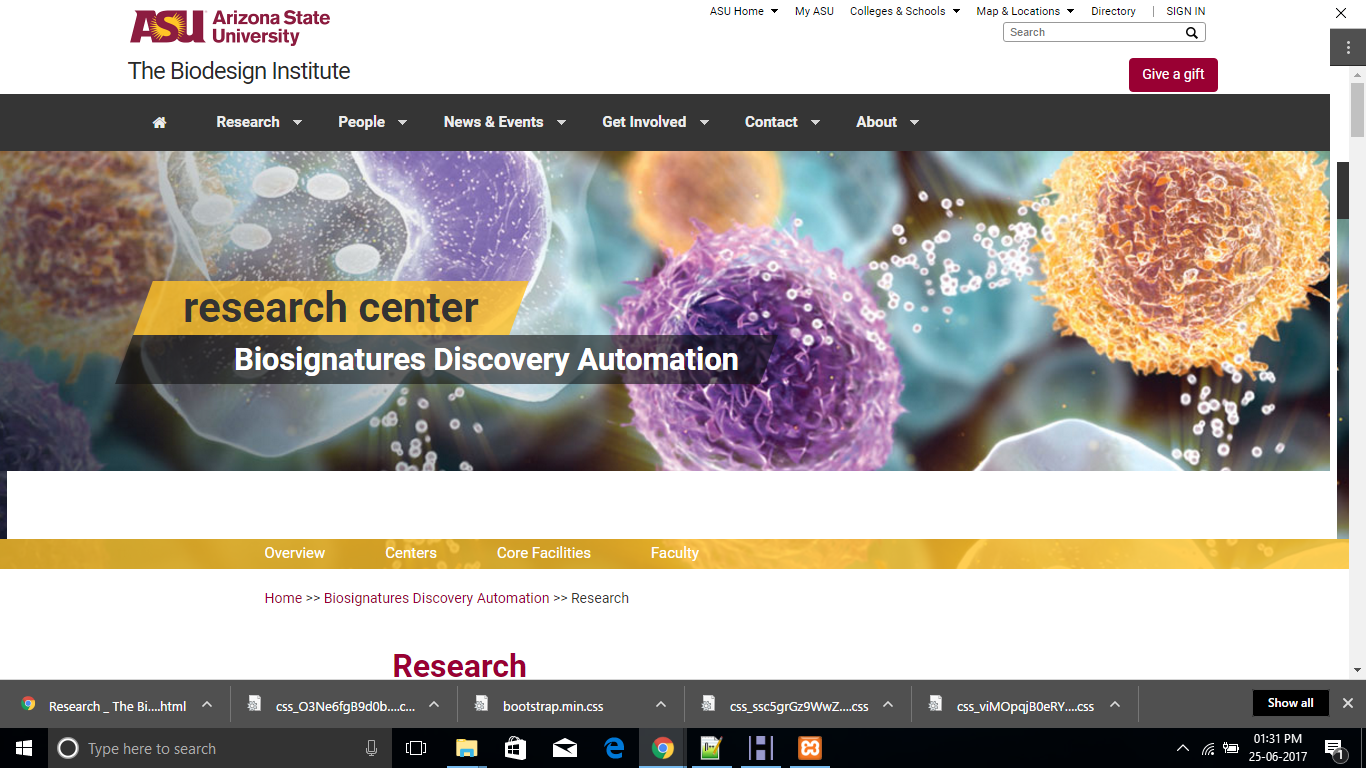 ASU Arizona State
University
ASU Home My ASU Colleges & Schools Map & Locations Directory | SIGN IN
Search
The Biodesign Institute
Give a gift
Research People News & Events Get Involved Contact About
research center
Biosignatures Discovery Automation
Overview Centers Core Facilities Faculty
Home >> Biosignatures Discovery Automation >> Research
Research
Research _ The Bi....html css_O3Ne6fgB9d0b....c... bootstrap.min.css css_ssc5grGz9WwZ....css css_viMOpqjB0eRY....css Show all
Type here to search
01:31 PM
25-06-2017
1